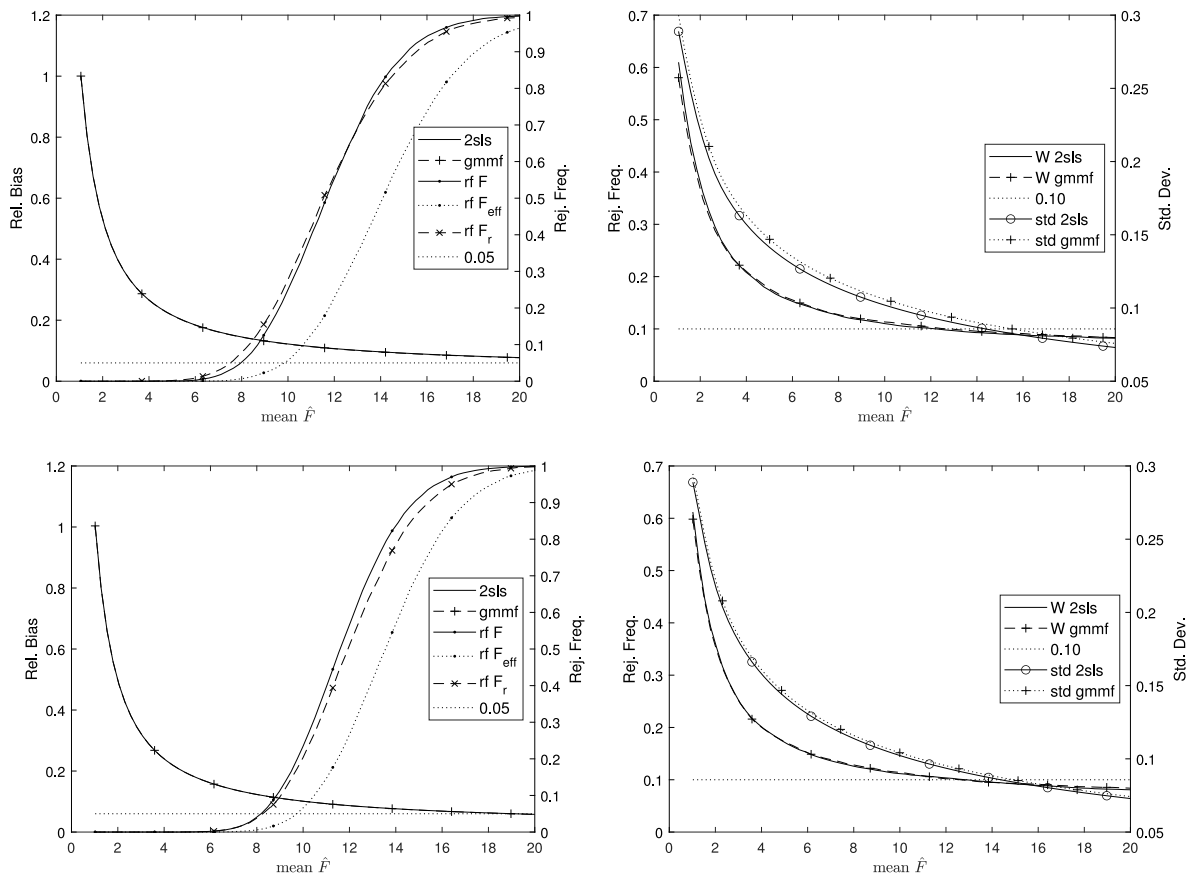 1.2
1
0.8
0.6
0.4
0.2
0
Rel. Bias
0 2 4 6 8 10 12 14 16 18 20
mean F̂
1
0.9
0.8
0.7
0.6
0.5
0.4
0.3
0.2
0.1
0
Rej. Freq.
2sls
gmmf
rf F
rf F_eff
rf F_r
0.05
0.7
0.6
0.5
0.4
0.3
0.2
0.1
0
Rej. Freq.
0 2 4 6 8 10 12 14 16 18 20
mean F̂
0.3
0.25
0.2
0.15
0.1
0.05
Std. Dev.
W 2sls
W gmmf
0.10
std 2sls
std gmmf
1.2
1
0.8
0.6
0.4
0.2
0
Rel. Bias
0 2 4 6 8 10 12 14 16 18 20
mean F̂
1
0.9
0.8
0.7
0.6
0.5
0.4
0.3
0.2
0.1
0
Rej. Freq.
2sls
gmmf
rf F
rf F_eff
rf F_r
0.05
0.7
0.6
0.5
0.4
0.3
0.2
0.1
0
Rej. Freq.
0 2 4 6 8 10 12 14 16 18 20
mean F̂
0.3
0.25
0.2
0.15
0.1
0.05
Std. Dev.
W 2sls
W gmmf
0.10
std 2sls
std gmmf